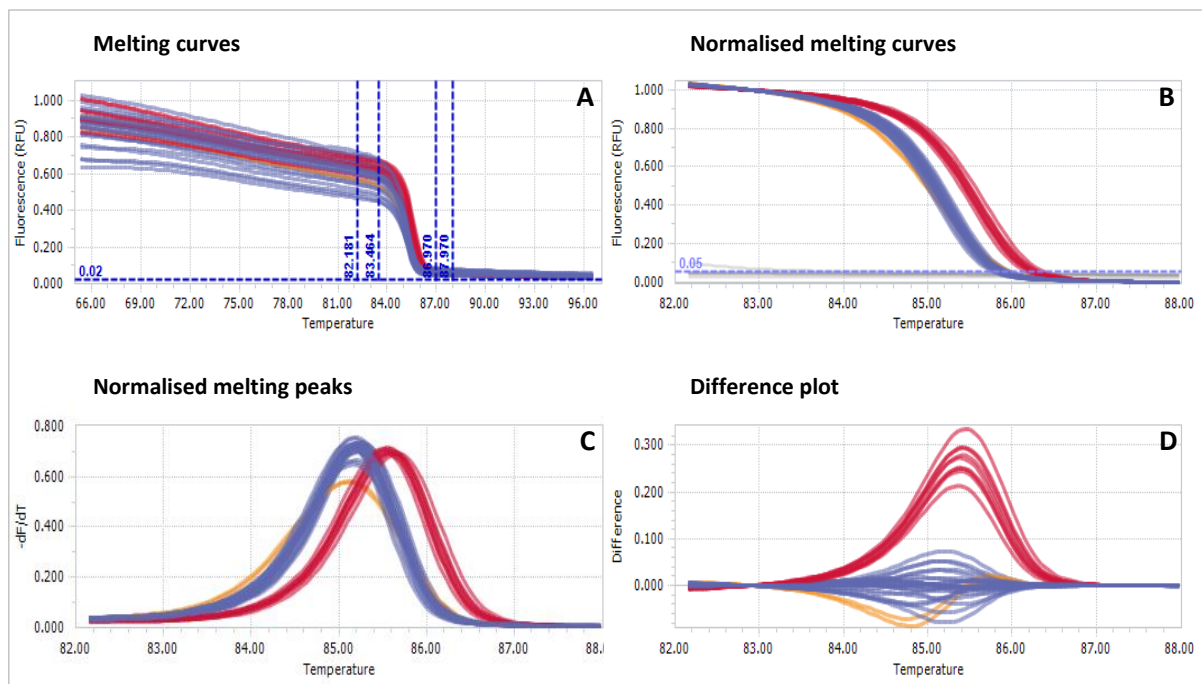 Melting curves
A
Fluorescence (RFU)
1.000
0.800
0.600
0.400
0.200
0.000
0.02
82.181
83.464
86.970
87.970
66.00 69.00 72.00 75.00 78.00 81.00 84.00 87.00 90.00 93.00 96.00
Temperature
Normalised melting curves
B
Fluorescence (RFU)
1.000
0.800
0.600
0.400
0.200
0.000
0.05
82.00 83.00 84.00 85.00 86.00 87.00 88.00
Temperature
Normalised melting peaks
C
-dF/dT
0.800
0.600
0.400
0.200
0.000
82.00 83.00 84.00 85.00 86.00 87.00 88.0
Temperature
Difference plot
D
Difference
0.300
0.200
0.100
0.000
82.00 83.00 84.00 85.00 86.00 87.00 88.00
Temperature